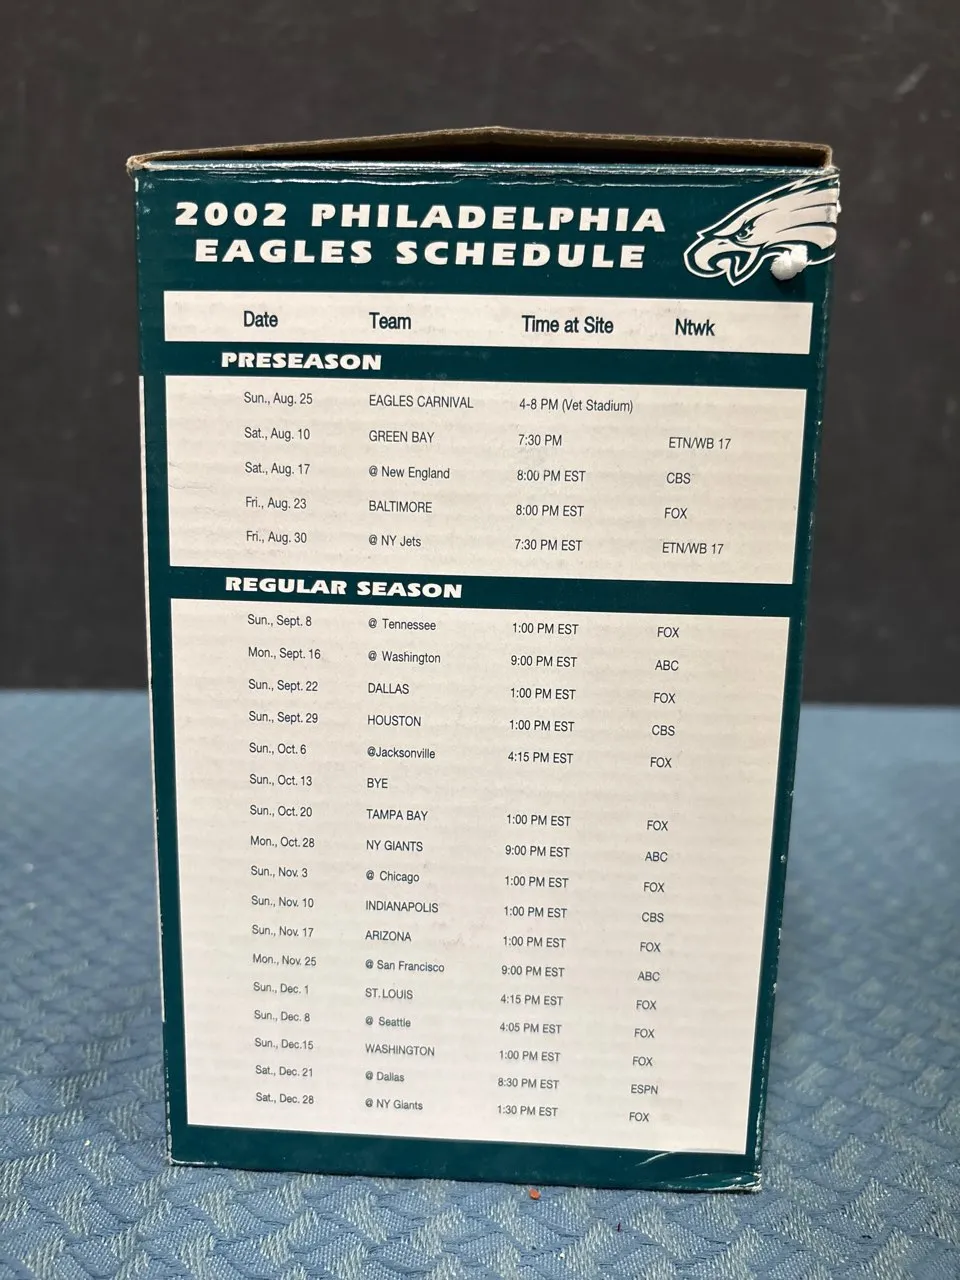 2002 PHILADELPHIA
EAGLES SCHEDULE
Date Team Time at Site Ntwk
PRESEASON
Sun., Aug. 25 EAGLES CARNIVAL 4-8 PM (Vet Stadium)
Sat., Aug. 10 GREEN BAY 7:30 PM ETN/WB 17
Sat., Aug. 17 @ New England 8:00 PM EST CBS
Fri., Aug. 23 BALTIMORE 8:00 PM EST FOX
Fri., Aug. 30 @ NY Jets 7:30 PM EST ETN/WB 17
REGULAR SEASON
Sun., Sept. 8 @ Tennessee 1:00 PM EST FOX
Mon., Sept. 16 @ Washington 9:00 PM EST ABC
Sun., Sept. 22 DALLAS 1:00 PM EST FOX
Sun., Sept. 29 HOUSTON 1:00 PM EST CBS
Sun., Oct. 6 @Jacksonville 4:15 PM EST FOX
Sun., Oct. 13 BYE
Sun., Oct. 20 TAMPA BAY 1:00 PM EST FOX
Mon., Oct. 28 NY GIANTS 9:00 PM EST ABC
Sun., Nov. 3 @ Chicago 1:00 PM EST FOX
Sun., Nov. 10 INDIANAPOLIS 1:00 PM EST CBS
Sun., Nov. 17 ARIZONA 1:00 PM EST FOX
Mon., Nov. 25 @ San Francisco 9:00 PM EST ABC
Sun., Dec. 1 ST. LOUIS 4:15 PM EST FOX
Sun., Dec. 8 @ Seattle 4:05 PM EST FOX
Sun., Dec.15 WASHINGTON 1:00 PM EST FOX
Sat., Dec. 21 @ Dallas 8:30 PM EST ESPN
Sat., Dec. 28 @ NY Giants 1:30 PM EST FOX